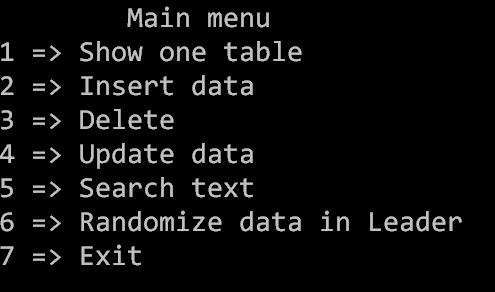 Main menu
1 => Show one table
2 => Insert data
3 => Delete
4 => Update data
5 => Search text
6 => Randomize data in Leader
7 => Exit